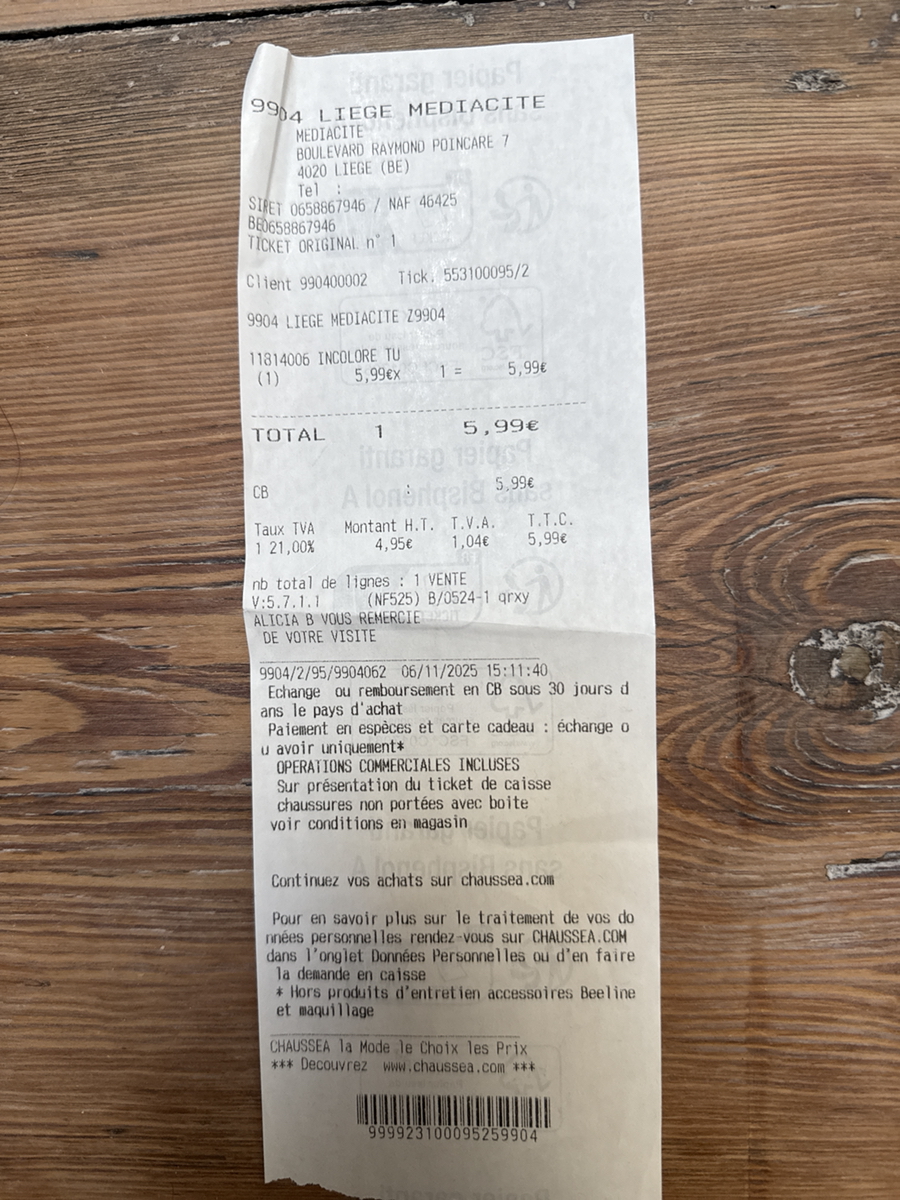 9904 LIEGE MEDIACITE
MEDIACITE
BOULEVARD RAYMOND POINCARE 7
4020 LIEGE (BE)
Tel :
SIRET 0658867946 / NAF 46425
BE0658867946
TICKET ORIGINAL n° 1
Client 990400002 Tick. 553100095/2
9904 LIEGE MEDIACITE Z9904
11814006 INCOLORE TU
(1) 5,99€x 1 = 5,99€
TOTAL 1 5,99€
CB : 5,99€
Taux TVA Montant H.T. T.V.A. T.T.C.
1 21,00% 4,95€ 1,04€ 5,99€
nb total de lignes : 1 VENTE
V:5.7.1.1 (NF525) B/0524-1 qrxy
ALICIA B VOUS REMERCIE
DE VOTRE VISITE
9904/2/95/9904062 06/11/2025 15:11:40
Echange ou remboursement en CB sous 30 jours d
ans le pays d'achat
Paiement en espèces et carte cadeau : échange o
u avoir uniquement*
OPERATIONS COMMERCIALES INCLUSES
Sur présentation du ticket de caisse
chaussures non portées avec boite
voir conditions en magasin
Continuez vos achats sur chaussea.com
Pour en savoir plus sur le traitement de vos do
nnées personnelles rendez-vous sur CHAUSSEA.COM
dans l'onglet Données Personnelles ou d'en faire
la demande en caisse
* Hors produits d'entretien accessoires Beeline
et maquillage
CHAUSSEA la Mode le Choix les Prix
*** Decouvrez www.chaussea.com ***
999923100095259904